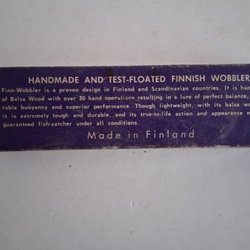 HANDMADE AND TEST-FLOATED FINNISH WOBBLER
Finn-Wobbler is a proven design in Finland and Scandinavian countries. It is han
of Balsa Wood with over 30 hand operations resulting in a lure of perfect balance,
rable buoyancy and superior performance. Though lightweight, with its balsa wo
it is extremely tough and durable, and its true-to-life action and appearance m
guaranteed fish-catcher under all conditions.
Made in Finland